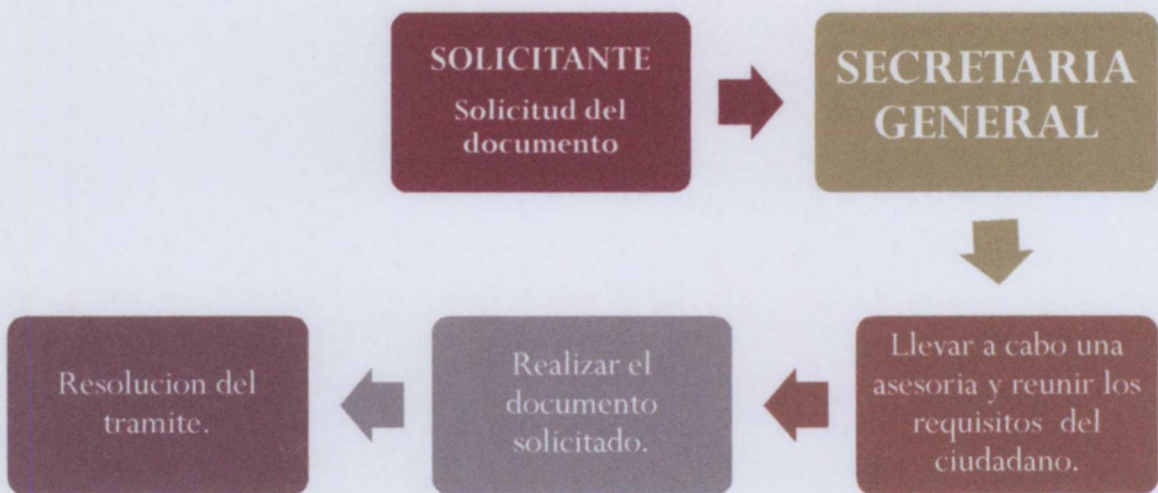 SOLICITANTE
Solicitud del
documento
SECRETARIA
GENERAL
Llevar a cabo una
asesoria y reunir los
requisitos del
ciudadano.
Realizar el
documento
solicitado.
Resolucion del
tramite.